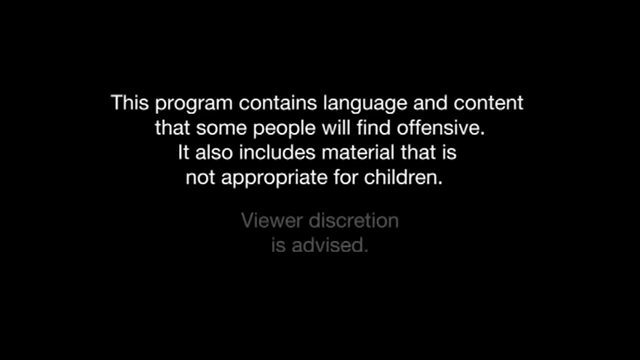 This program contains language and content
that some people will find offensive.
It also includes material that is
not appropriate for children.
Viewer discretion
is advised.